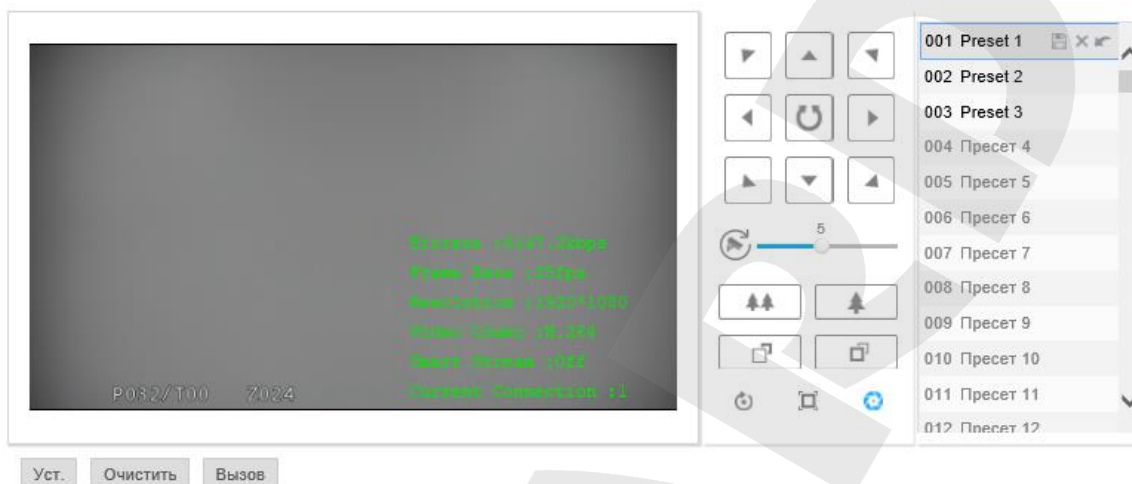 001 Preset 1
002 Preset 2
003 Preset 3
004 Пресет 4
005 Пресет 5
006 Пресет 6
5
007 Пресет 7
008 Пресет 8
009 Пресет 9
010 Пресет 10
011 Пресет 11
012 Пресет 12
Frame Rate :25fps
Resolution :1920*1080
Video Codec :H.264
Smart Stream :Off
Current Connection :1
P032/T00 Z024
Уст. Очистить Вызов